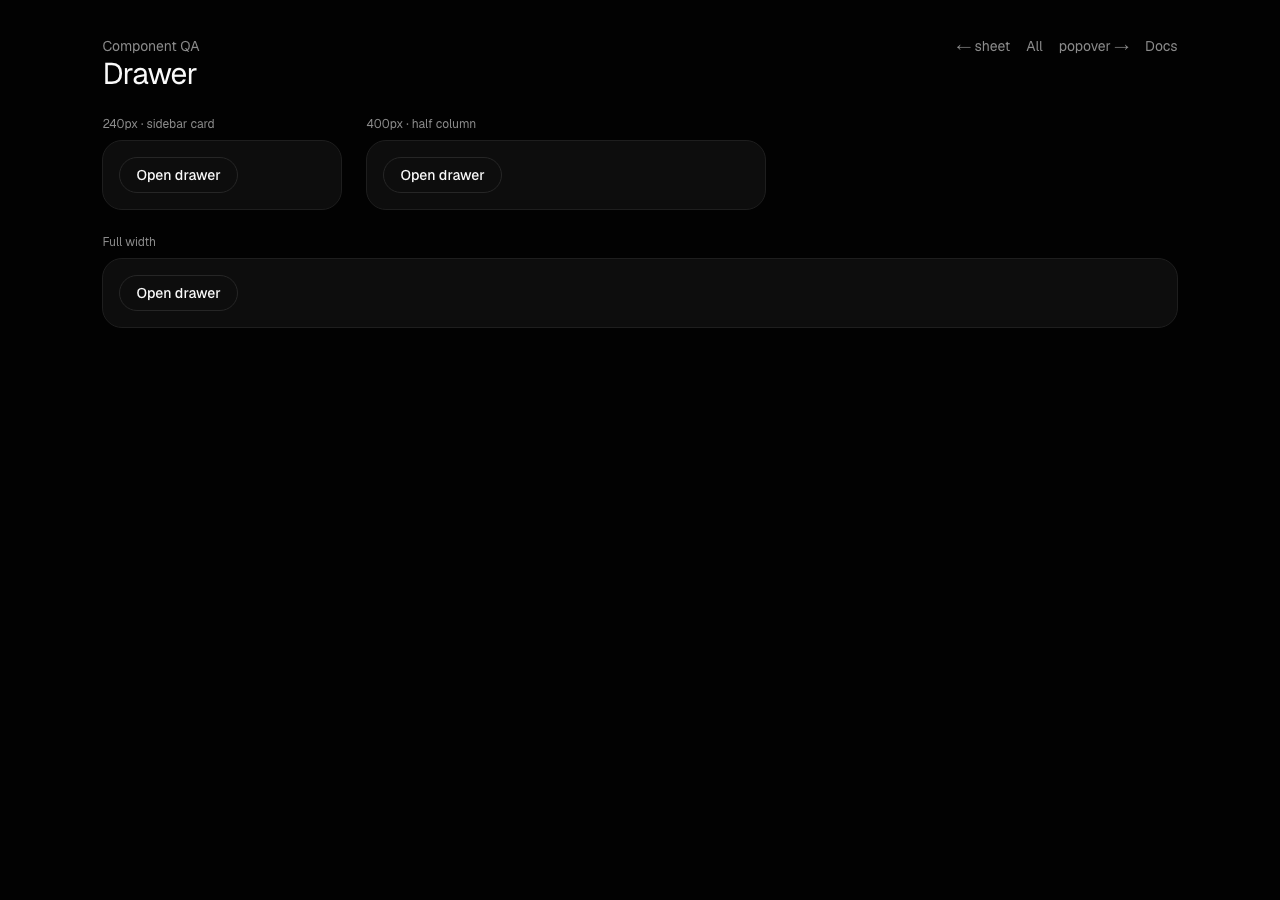 Component QA
Drawer
← sheet
All
popover →
Docs
240px · sidebar card
400px · half column
Open drawer
Open drawer
Full width
Open drawer